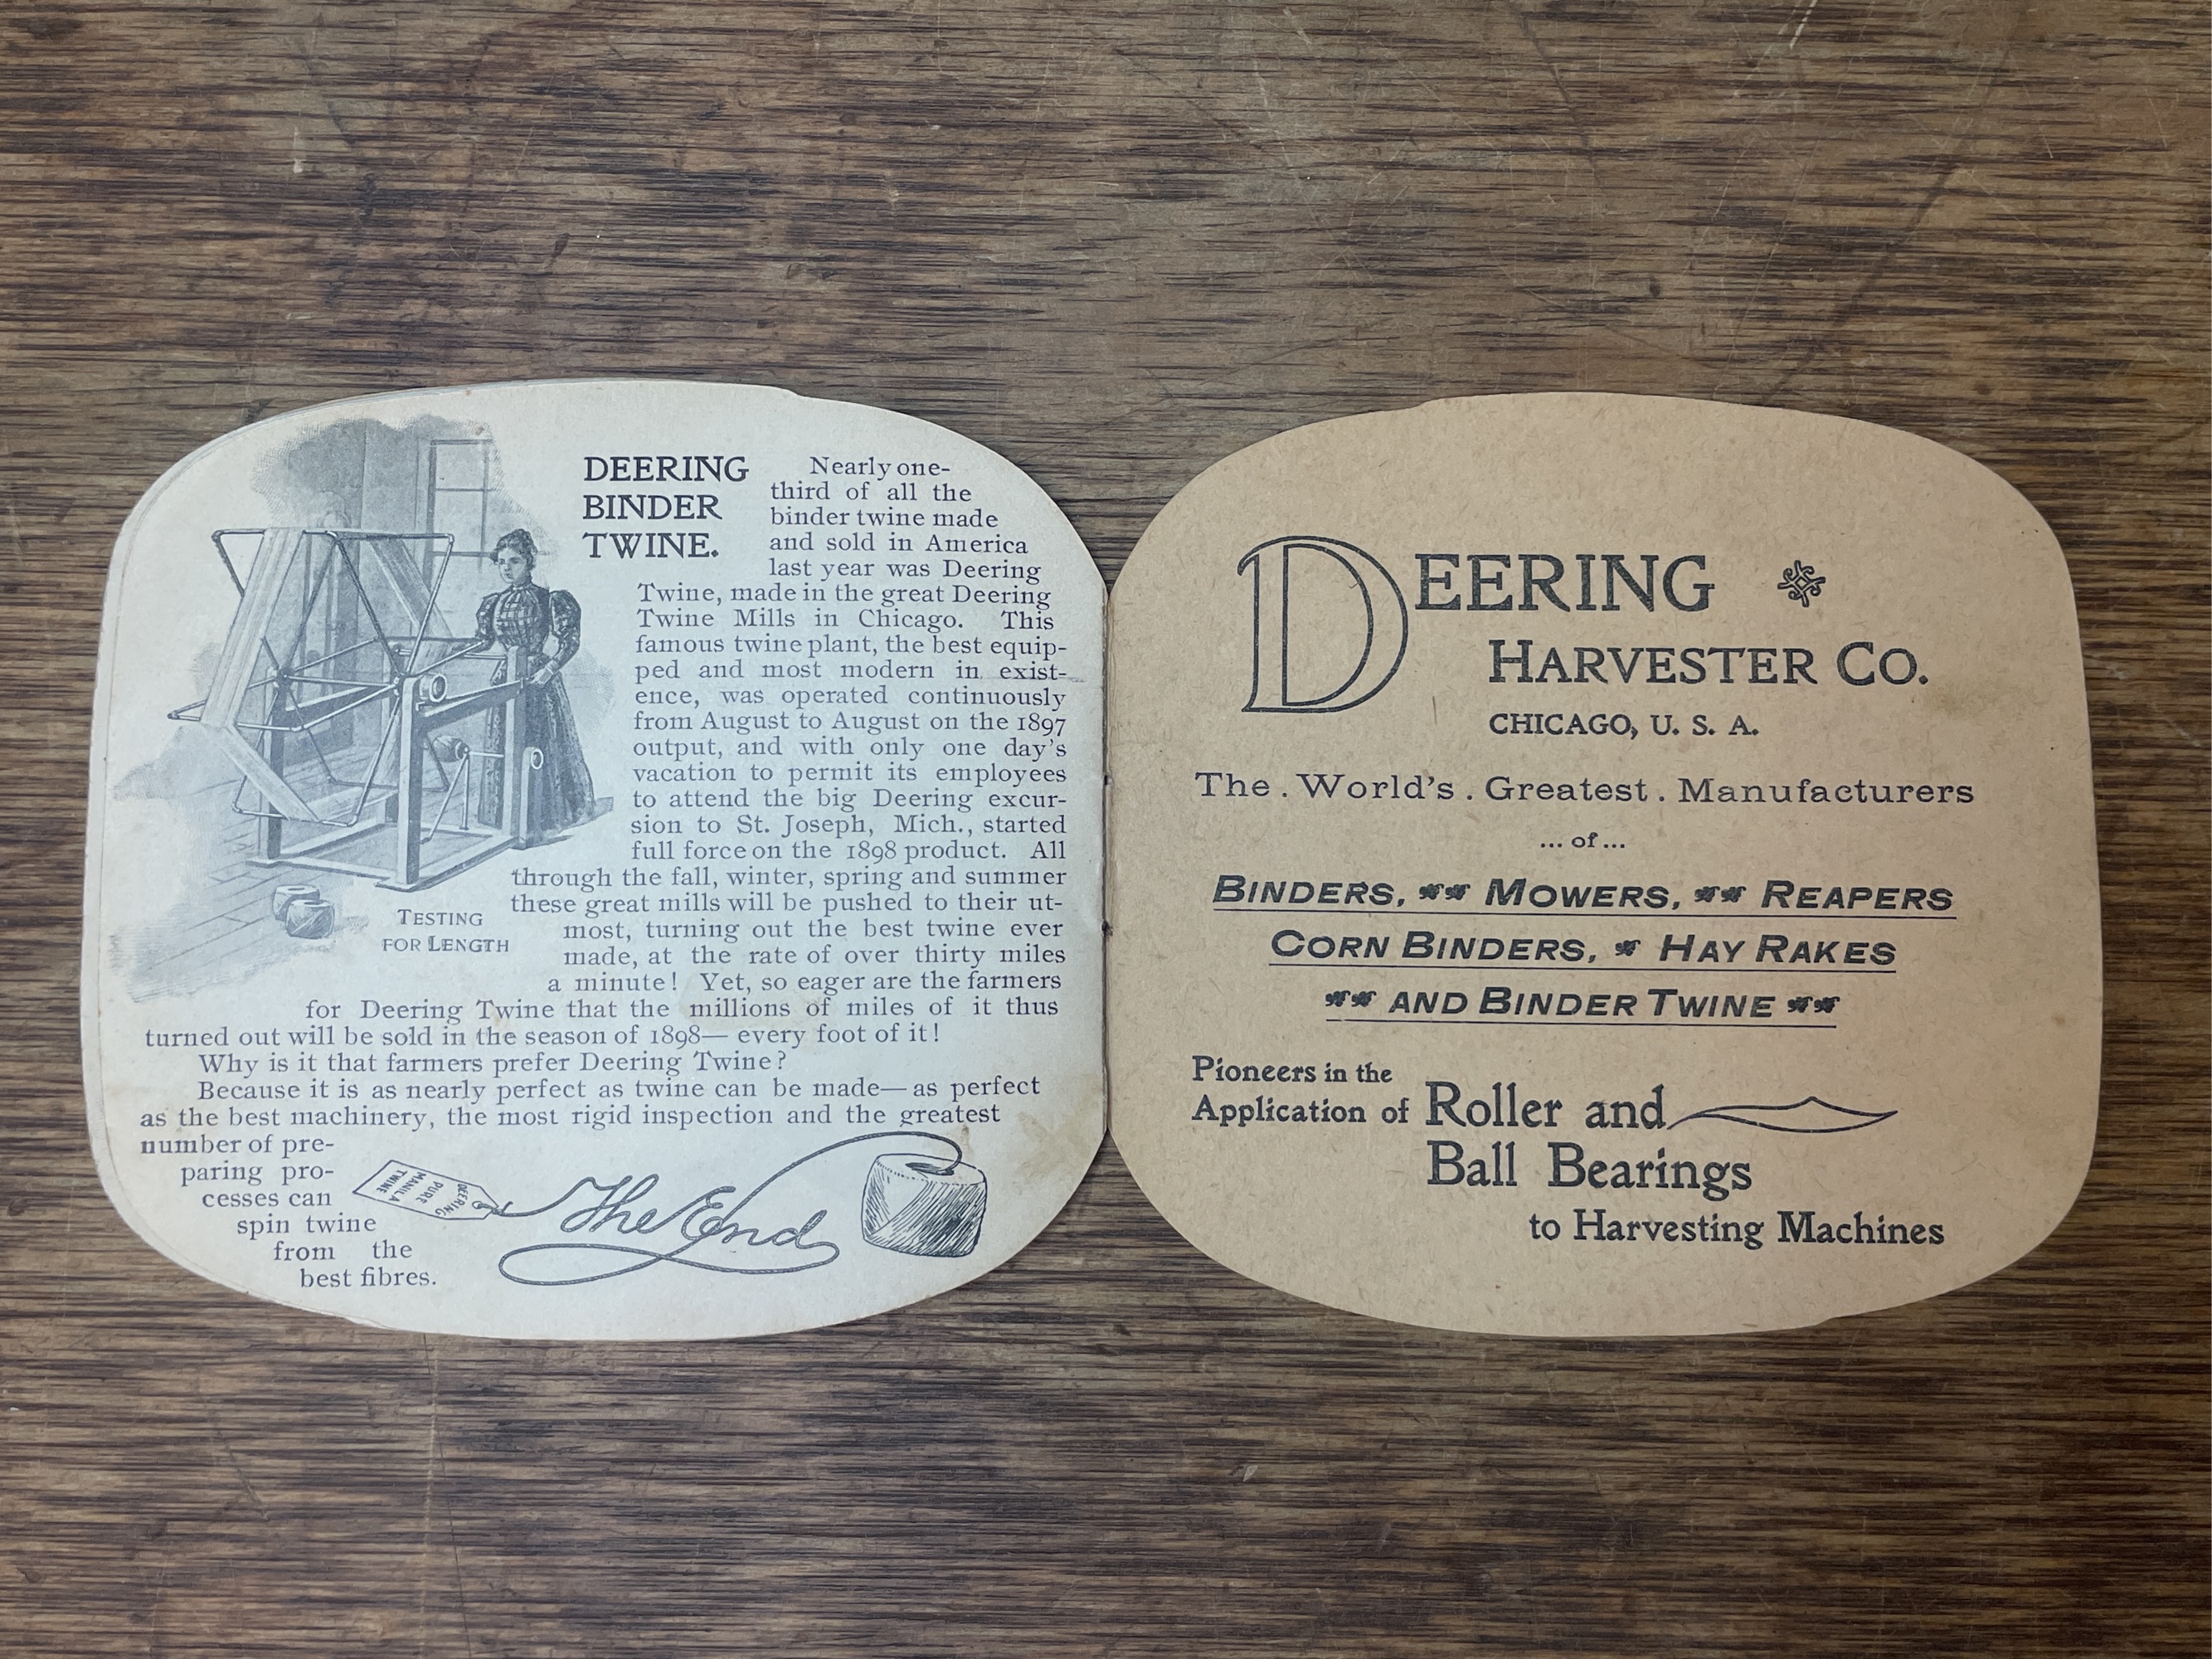 DEERING
BINDER
TWINE.
Nearly one-
third of all the
binder twine made
and sold in America
last year was Deering
Twine, made in the great Deering
Twine Mills in Chicago. This
famous twine plant, the best equip-
ped and most modern in exist-
ence, was operated continuously
from August to August on the 1897
output, and with only one day's
vacation to permit its employees
to attend the big Deering excur-
sion to St. Joseph, Mich., started
full force on the 1898 product. All
through the fall, winter, spring and summer
these great mills will be pushed to their ut-
most, turning out the best twine ever
made, at the rate of over thirty miles
a minute! Yet, so eager are the farmers
for Deering Twine that the millions of miles of it thus
turned out will be sold in the season of 1898—every foot of it!
Why is it that farmers prefer Deering Twine?
Because it is as nearly perfect as twine can be made—as perfect
as the best machinery, the most rigid inspection and the greatest
number of pre-
paring pro-
cesses can
spin twine
from the
best fibres.
TESTING
FOR LENGTH
DEERING
PURE
MANILA
TWINE
The End
DEERING
HARVESTER CO.
CHICAGO, U. S. A.
The . World's . Greatest . Manufacturers
... of ...
BINDERS, MOWERS, REAPERS
CORN BINDERS, HAY RAKES
AND BINDER TWINE
Pioneers in the
Application of Roller and
Ball Bearings
to Harvesting Machines